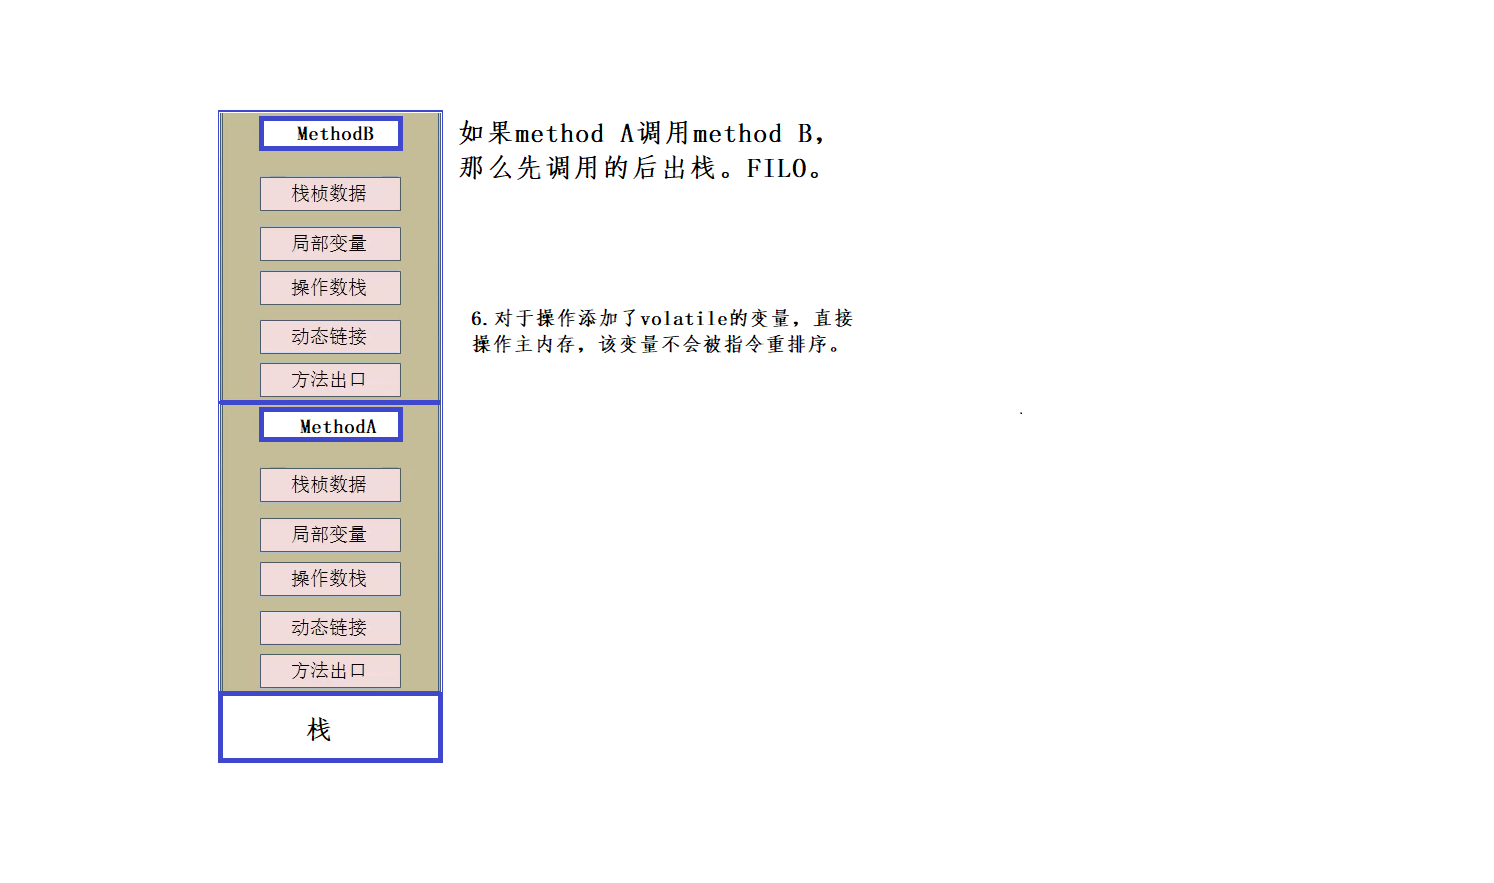 MethodB
栈桢数据
局部变量
操作数栈
动态链接
方法出口
MethodA
栈桢数据
局部变量
操作数栈
动态链接
方法出口
栈
如果method A调用method B，
那么先调用的后出栈。FILO。
6.对于操作添加了volatile的变量，直接
操作主内存，该变量不会被指令重排序。